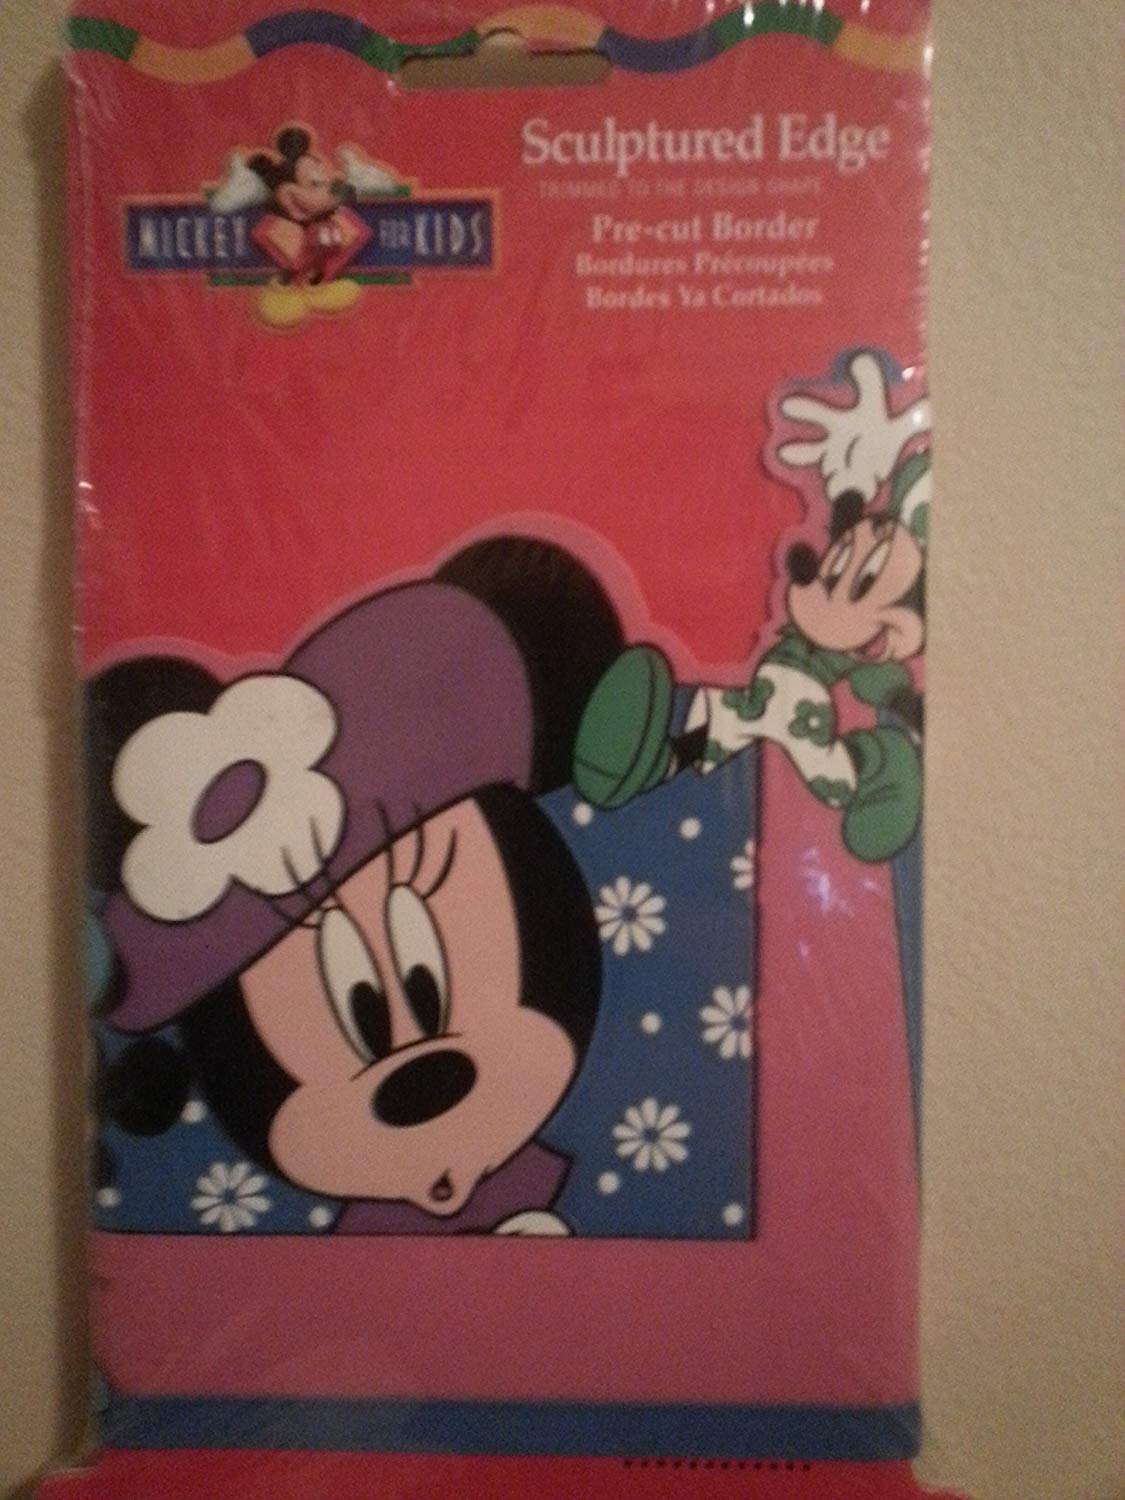 MICKEY FOR KIDS
Sculptured Edge
TRIMMED TO THE DESIGN SHAPE
Pre-cut Border
Bordures Précoupées
Bordes Ya Cortados